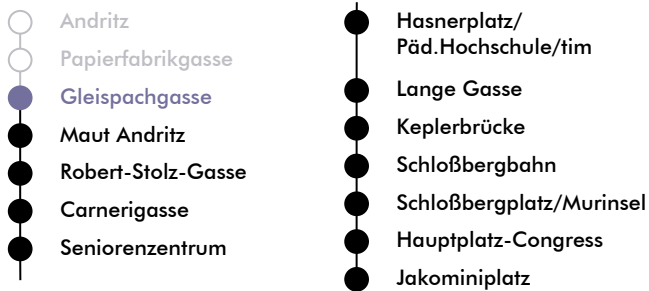 Andritz
Papierfabrikgasse
Gleispachgasse
Maut Andritz
Robert-Stolz-Gasse
Carnerigasse
Seniorenzentrum
Hasnerplatz/
Päd.Hochschule/tim
Lange Gasse
Keplerbrücke
Schloßbergbahn
Schloßbergplatz/Murinsel
Hauptplatz-Congress
Jakominiplatz